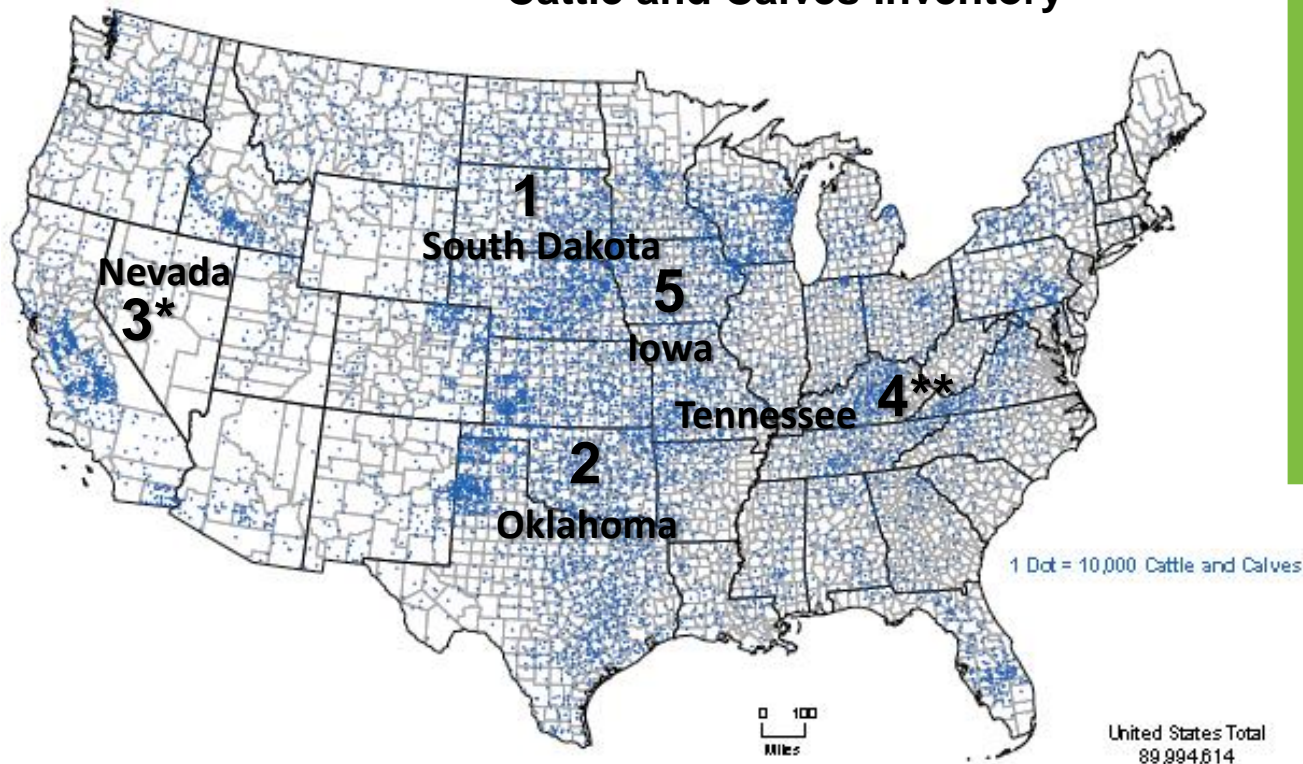 Cattle and Calves Inventory
1
South Dakota
Nevada
3*
5
Iowa
4**
Tennessee
2
Oklahoma
1 Dot = 10,000 Cattle and Calves
0 100
Miles
United States Total
89,994,614